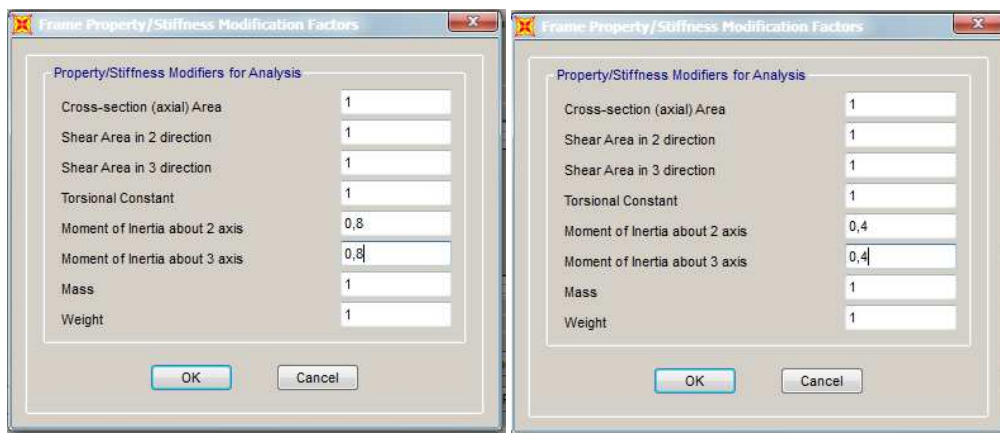 Frame Property/Stiffness Modification Factors
Property/Stiffness Modifiers for Analysis
Cross-section (axial) Area 1
Shear Area in 2 direction 1
Shear Area in 3 direction 1
Torsional Constant 1
Moment of Inertia about 2 axis 0,8
Moment of Inertia about 3 axis 0,8
Mass 1
Weight 1
OK Cancel
Frame Property/Stiffness Modification Factors
Property/Stiffness Modifiers for Analysis
Cross-section (axial) Area 1
Shear Area in 2 direction 1
Shear Area in 3 direction 1
Torsional Constant 1
Moment of Inertia about 2 axis 0,4
Moment of Inertia about 3 axis 0,4
Mass 1
Weight 1
OK Cancel